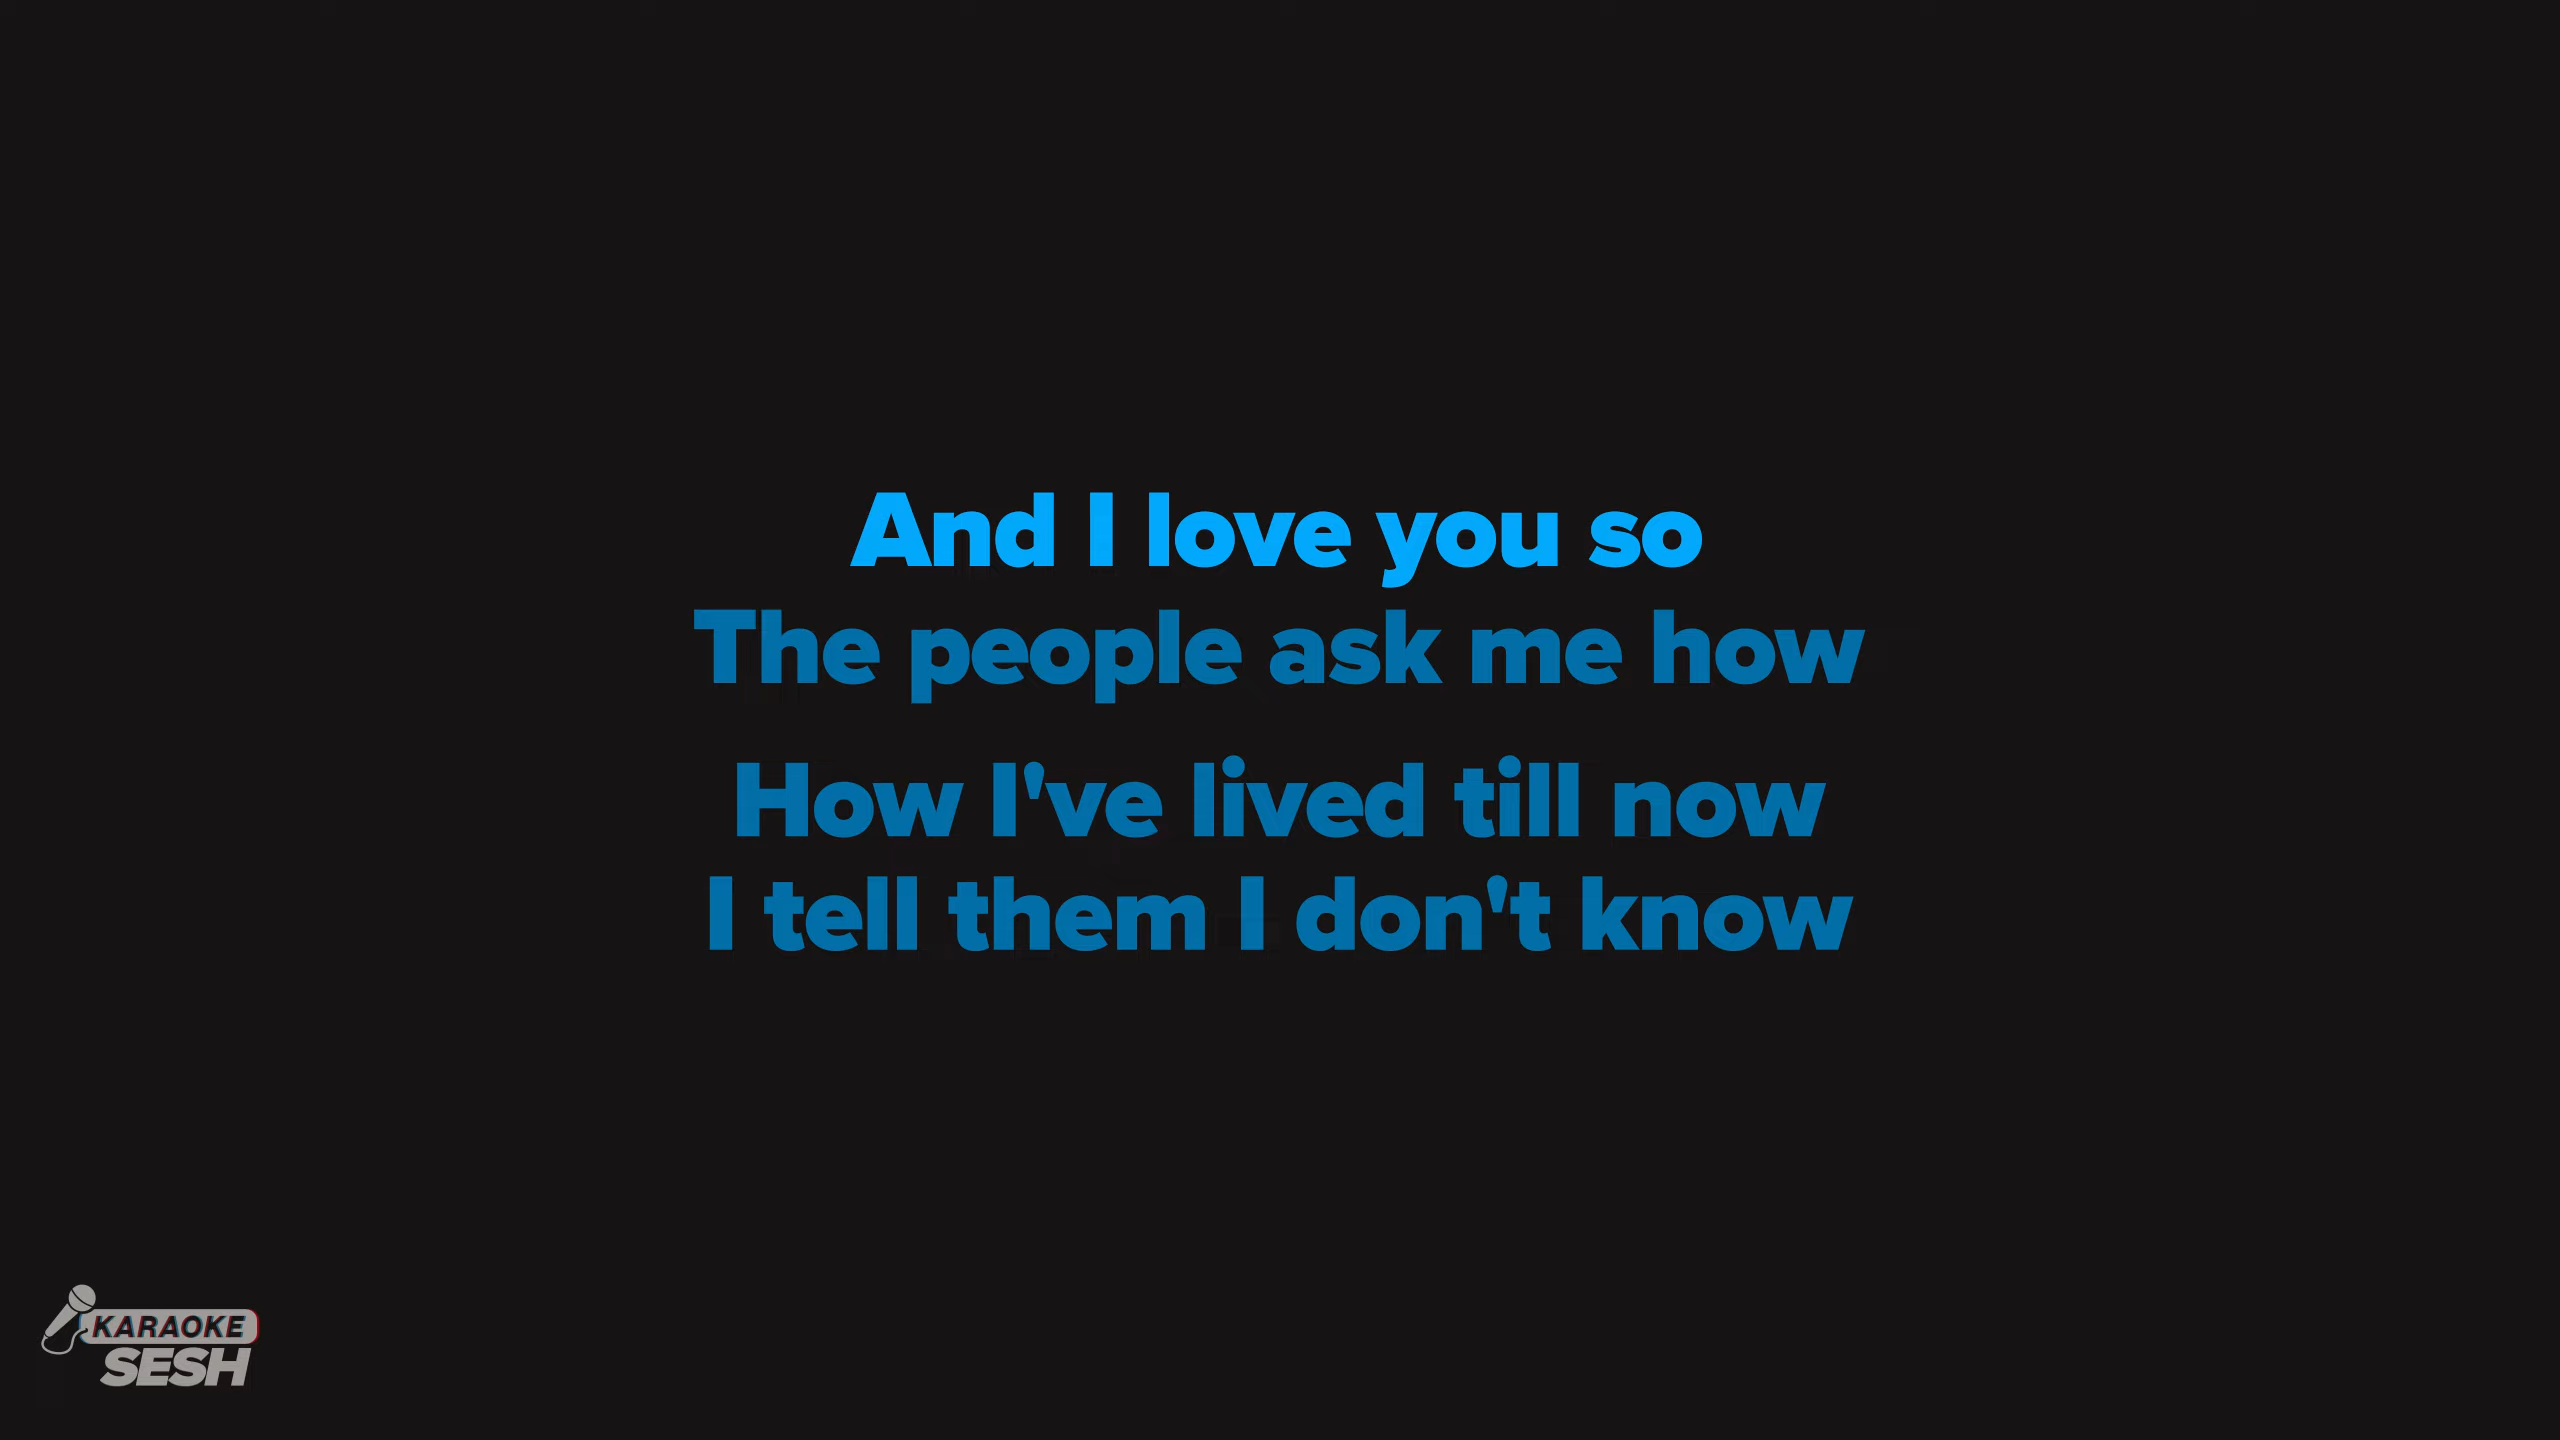 And I love you so
The people ask me how
How I've lived till now
I tell them I don't know
KARAOKE
SESH